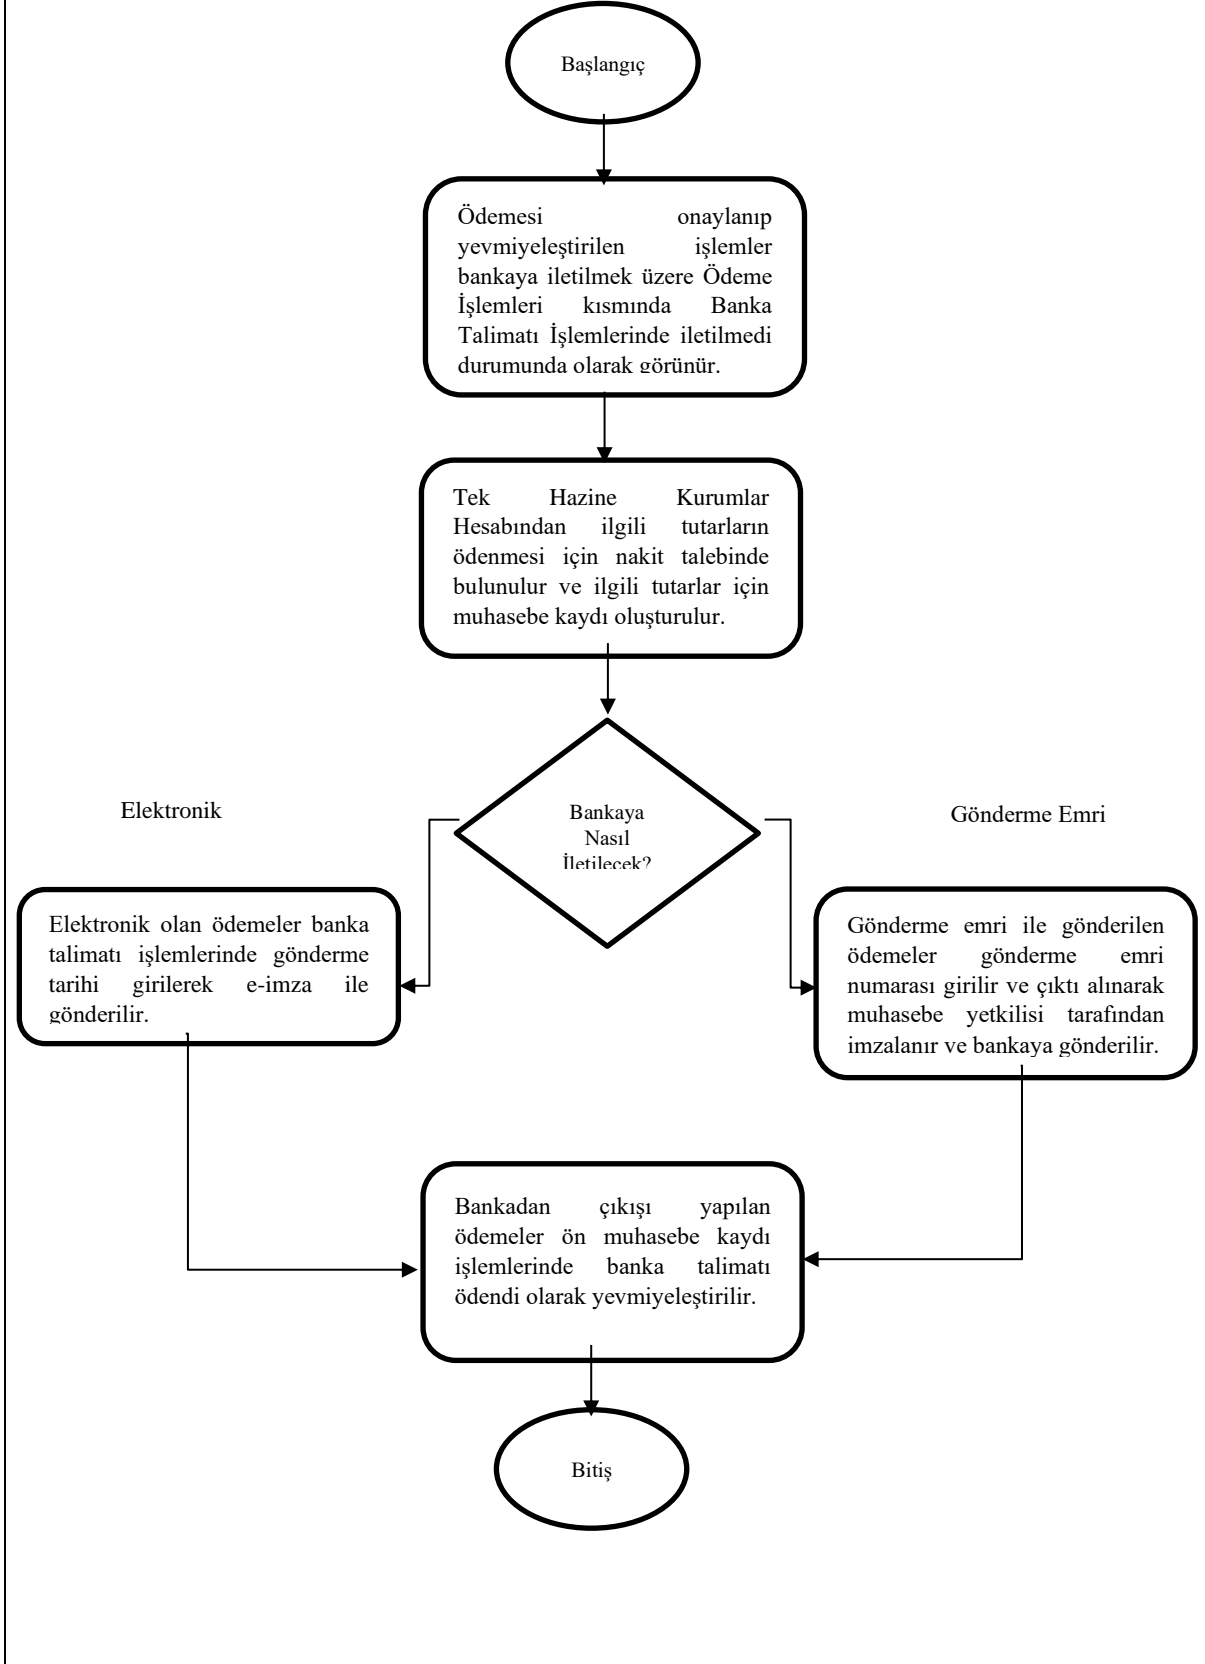 Başlangıç
Ödemesi onaylanıp
yevmiyeleştirilen işlemler
bankaya iletilmek üzere Ödeme
İşlemleri kısmında Banka
Talimatı İşlemlerinde iletilmedi
durumunda olarak görünür.
Tek Hazine Kurumlar
Hesabından ilgili tutarların
ödenmesi için nakit talebinde
bulunulur ve ilgili tutarlar için
muhasebe kaydı oluşturulur.
Bankaya
Nasıl
İletilecek?
Elektronik
Gönderme Emri
Elektronik olan ödemeler banka
talimatı işlemlerinde gönderme
tarihi girilerek e-imza ile
gönderilir.
Gönderme emri ile gönderilen
ödemeler gönderme emri
numarası girilir ve çıktı alınarak
muhasebe yetkilisi tarafından
imzalanır ve bankaya gönderilir.
Bankadan çıkışı yapılan
ödemeler ön muhasebe kaydı
işlemlerinde banka talimatı
ödendi olarak yevmiyeleştirilir.
Bitiş